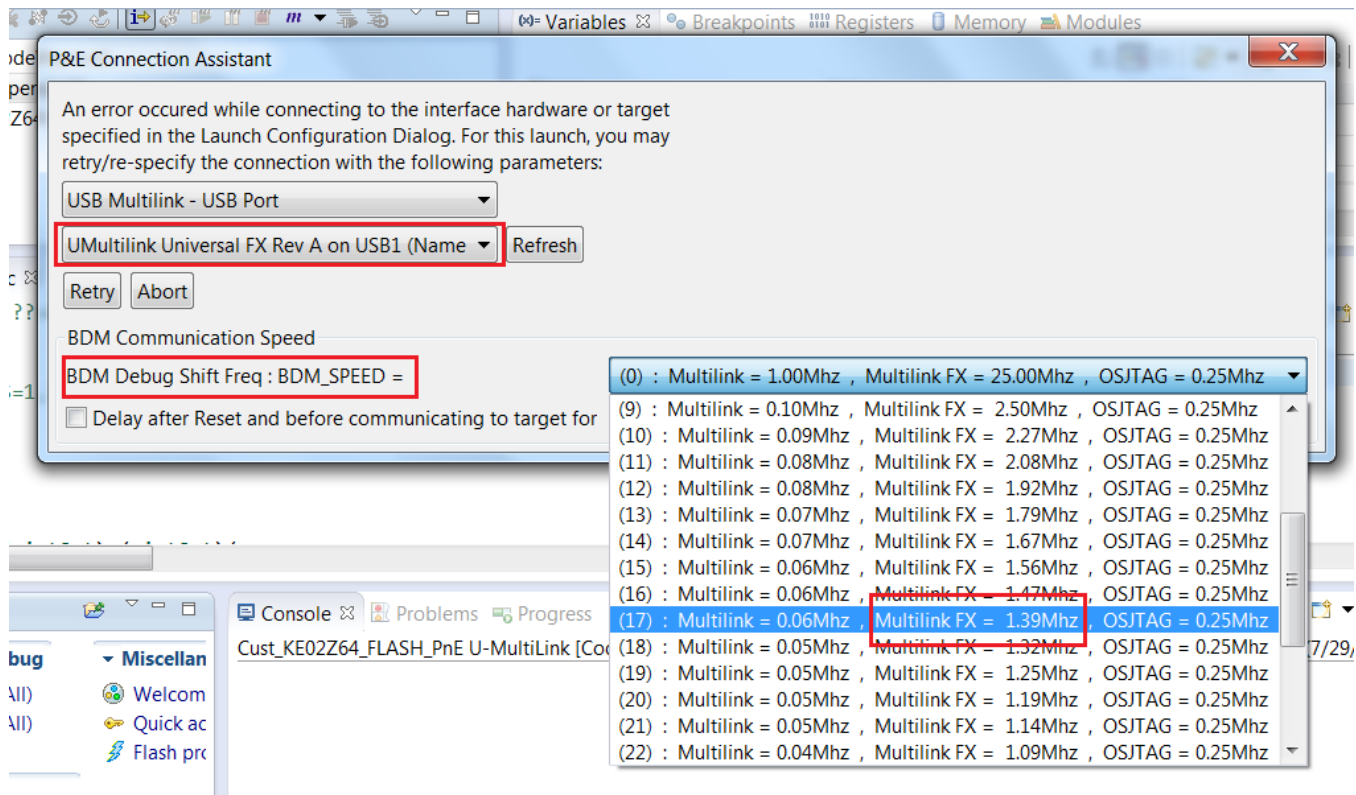 m
(x)= Variables Breakpoints Registers Memory Modules
P&E Connection Assistant
An error occured while connecting to the interface hardware or target
specified in the Launch Configuration Dialog. For this launch, you may
retry/re-specify the connection with the following parameters:
USB Multilink - USB Port
UMultilink Universal FX Rev A on USB1 (Name Refresh
Retry Abort
BDM Communication Speed
BDM Debug Shift Freq : BDM_SPEED = (0) : Multilink = 1.00Mhz , Multilink FX = 25.00Mhz , OSJTAG = 0.25Mhz
Delay after Reset and before communicating to target for
(9) : Multilink = 0.10Mhz , Multilink FX = 2.50Mhz , OSJTAG = 0.25Mhz
(10) : Multilink = 0.09Mhz , Multilink FX = 2.27Mhz , OSJTAG = 0.25Mhz
(11) : Multilink = 0.08Mhz , Multilink FX = 2.08Mhz , OSJTAG = 0.25Mhz
(12) : Multilink = 0.08Mhz , Multilink FX = 1.92Mhz , OSJTAG = 0.25Mhz
(13) : Multilink = 0.07Mhz , Multilink FX = 1.79Mhz , OSJTAG = 0.25Mhz
(14) : Multilink = 0.07Mhz , Multilink FX = 1.67Mhz , OSJTAG = 0.25Mhz
(15) : Multilink = 0.06Mhz , Multilink FX = 1.56Mhz , OSJTAG = 0.25Mhz
(16) : Multilink = 0.06Mhz , Multilink FX = 1.47Mhz , OSJTAG = 0.25Mhz
(17) : Multilink = 0.06Mhz , Multilink FX = 1.39Mhz , OSJTAG = 0.25Mhz
(18) : Multilink = 0.05Mhz , Multilink FX = 1.32Mhz , OSJTAG = 0.25Mhz
(19) : Multilink = 0.05Mhz , Multilink FX = 1.25Mhz , OSJTAG = 0.25Mhz
(20) : Multilink = 0.05Mhz , Multilink FX = 1.19Mhz , OSJTAG = 0.25Mhz
(21) : Multilink = 0.05Mhz , Multilink FX = 1.14Mhz , OSJTAG = 0.25Mhz
(22) : Multilink = 0.04Mhz , Multilink FX = 1.09Mhz , OSJTAG = 0.25Mhz
Console Problems Progress
Cust_KE02Z64_FLASH_PnE U-MultiLink [Co 7/29/
bug Miscellan
All) Welcom
All) Quick ac
Flash pro